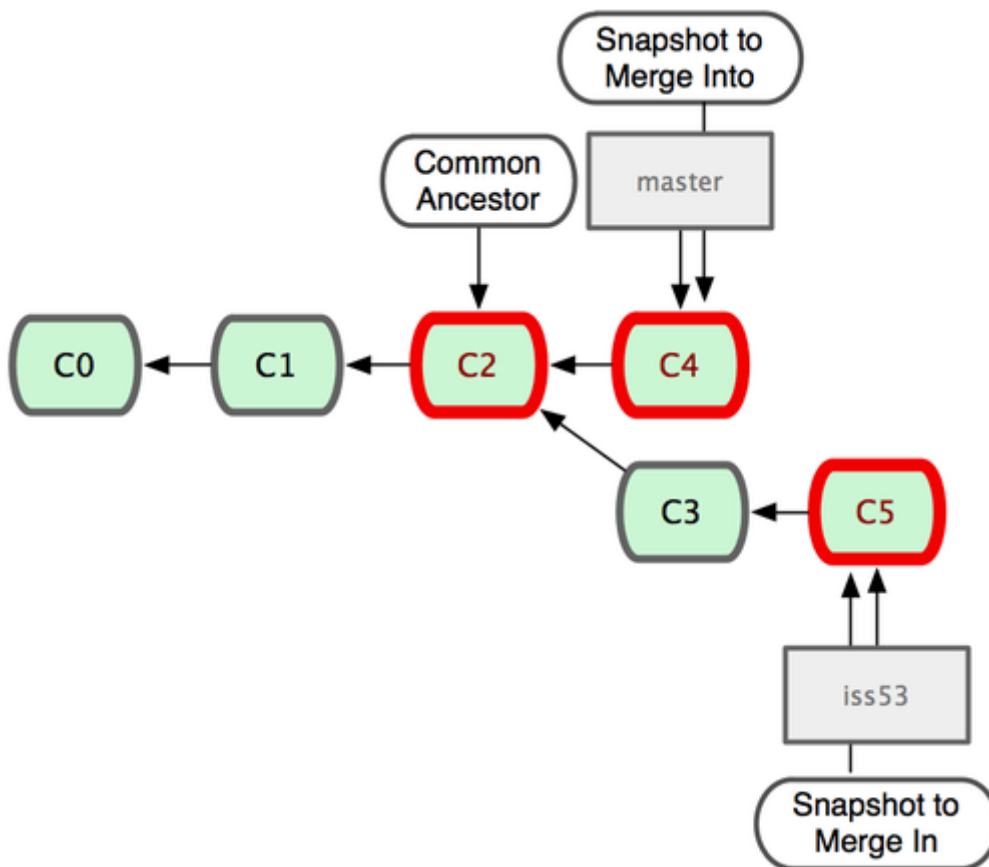 Snapshot to
Merge Into
Common
Ancestor
master
C0
C1
C2
C4
C3
C5
iss53
Snapshot to
Merge In